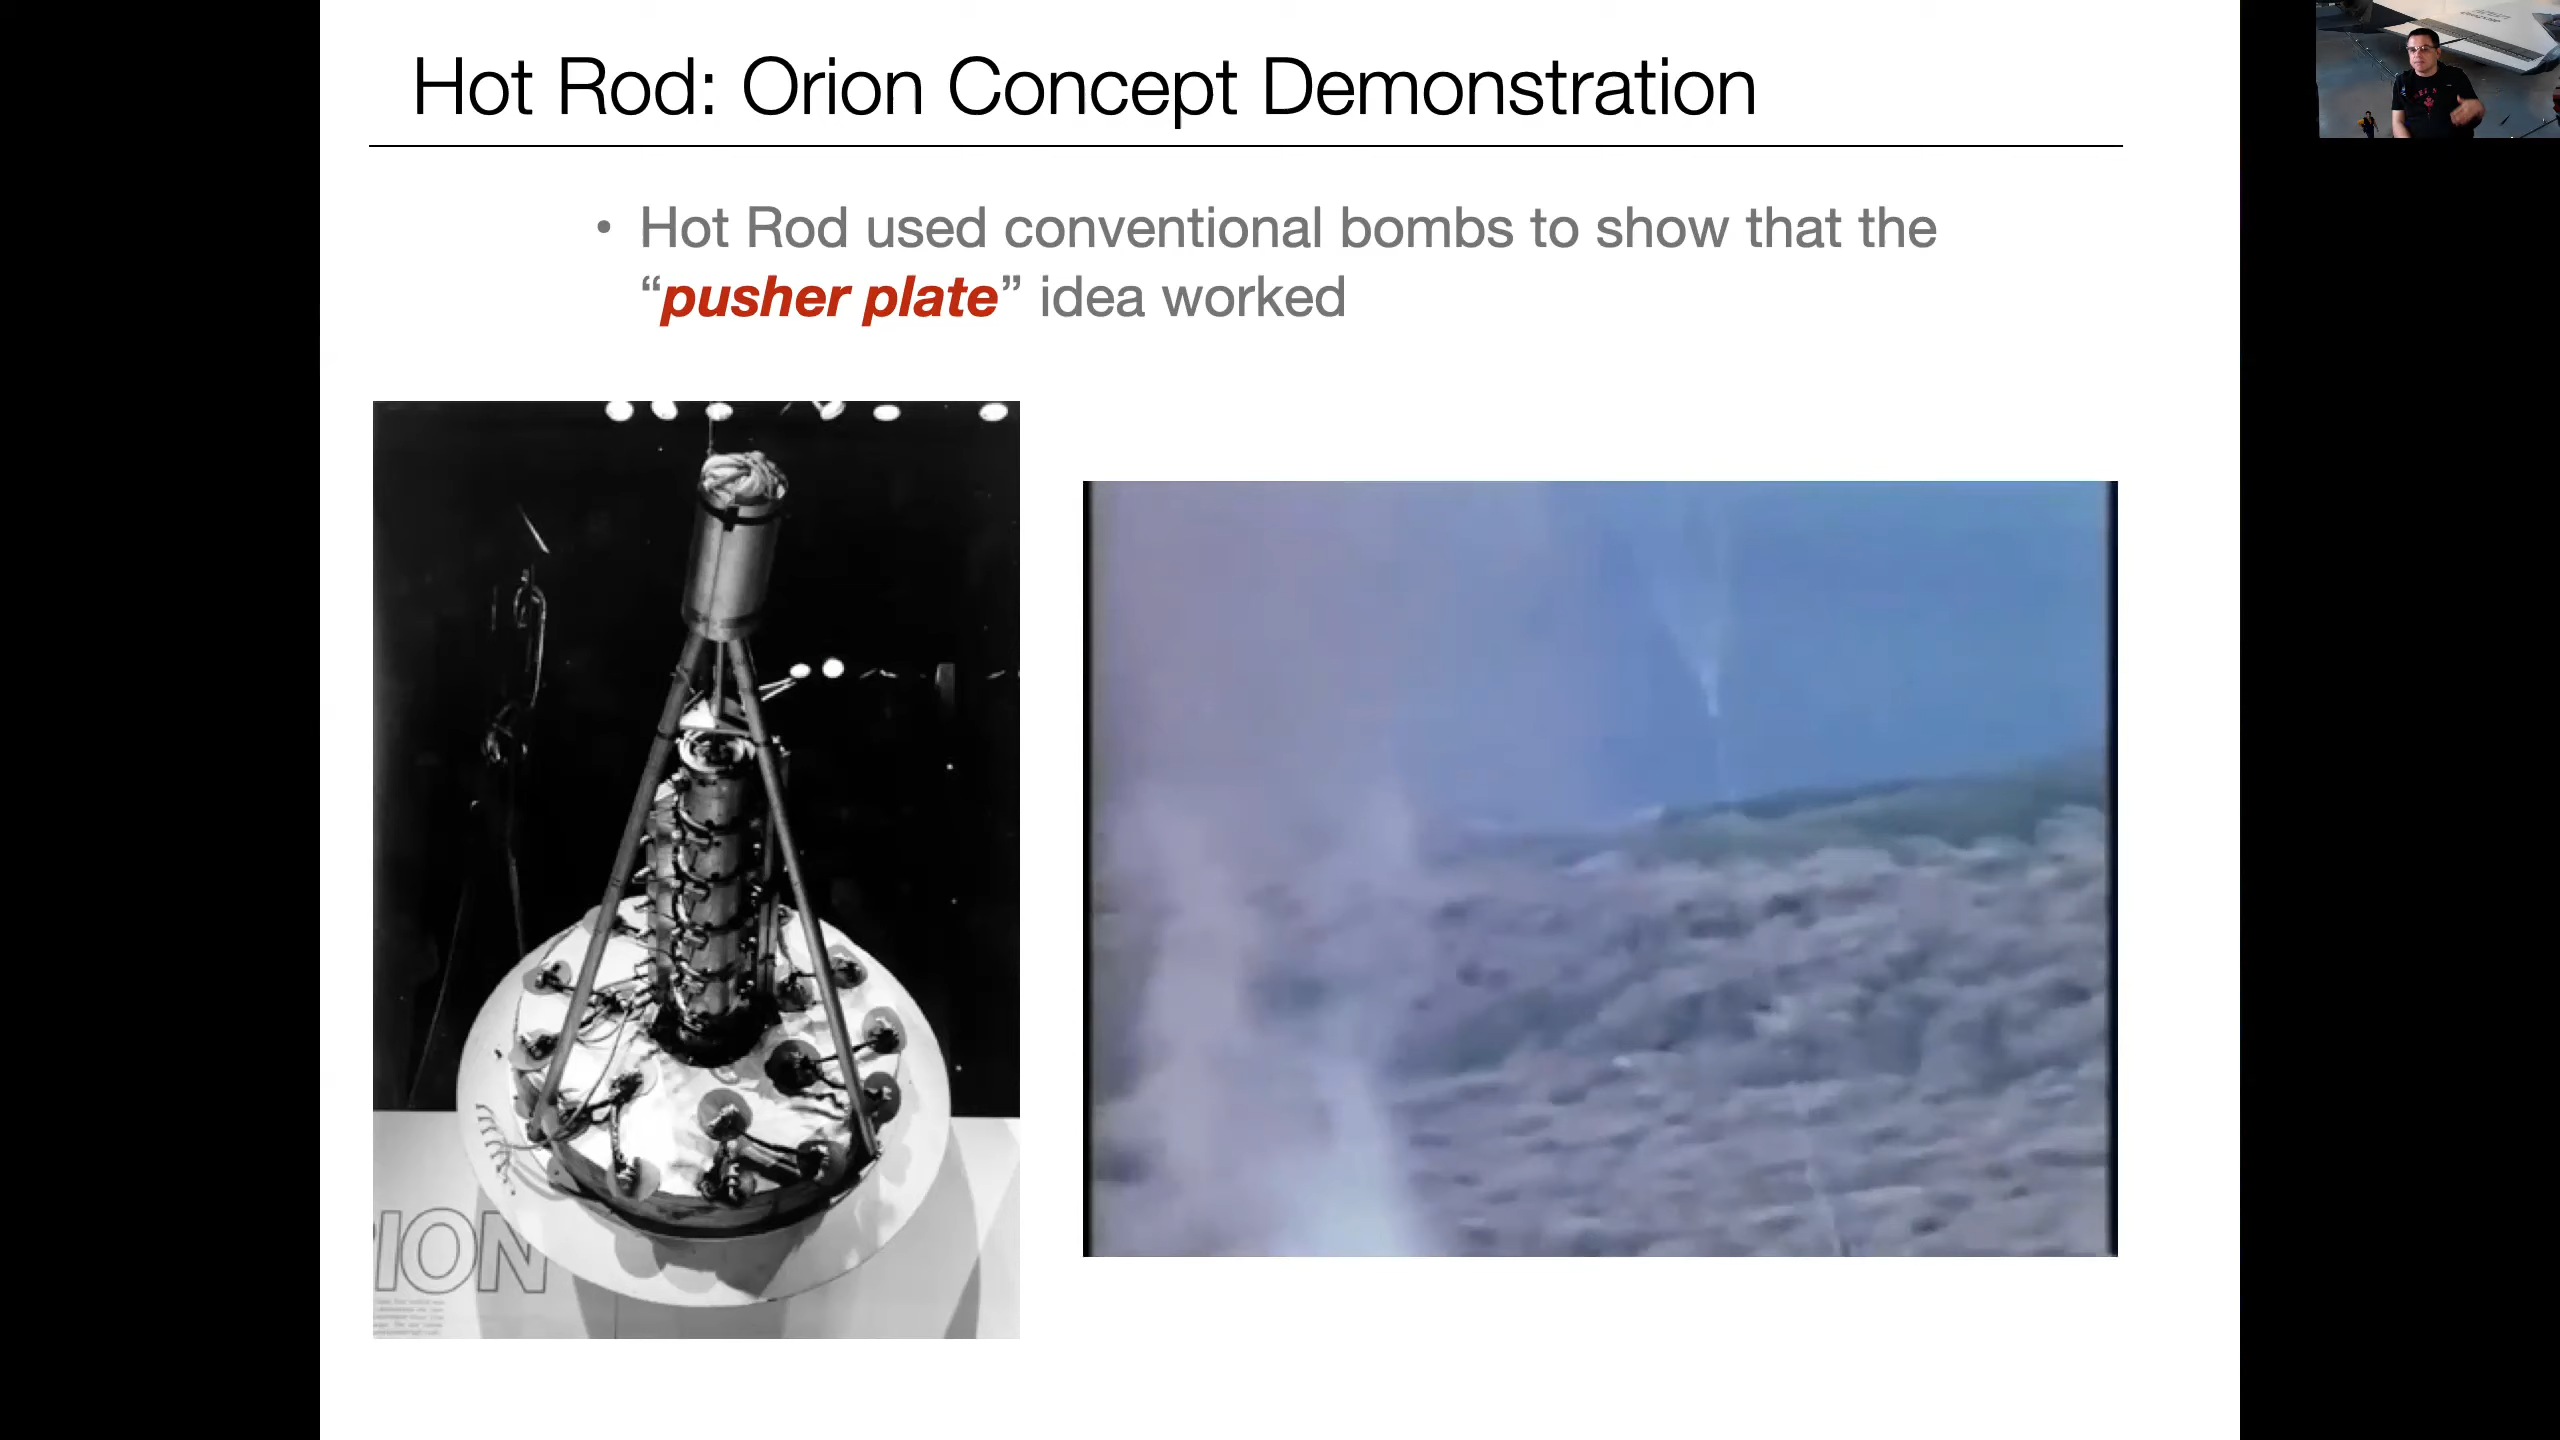 Hot Rod: Orion Concept Demonstration
• Hot Rod used conventional bombs to show that the
“pusher plate” idea worked
ION